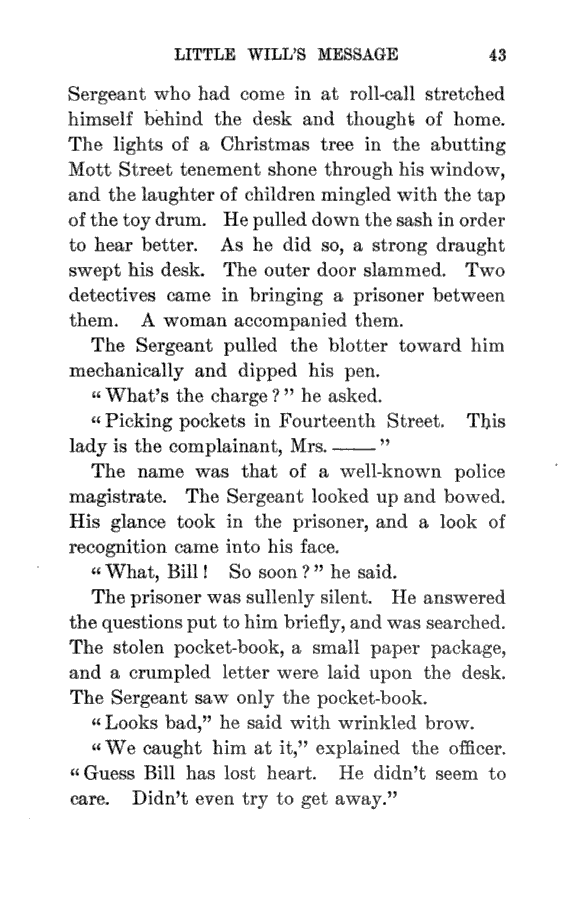 LITTLE WILL'S MESSAGE 43
Sergeant who had come in at roll-call stretched
himself behind the desk and thought of home.
The lights of a Christmas tree in the abutting
Mott Street tenement shone through his window,
and the laughter of children mingled with the tap
of the toy drum. He pulled down the sash in order
to hear better. As he did so, a strong draught
swept his desk. The outer door slammed. Two
detectives came in bringing a prisoner between
them. A woman accompanied them.
The Sergeant pulled the blotter toward him
mechanically and dipped his pen.
“What's the charge?” he asked.
“Picking pockets in Fourteenth Street. This
lady is the complainant, Mrs. ——”
The name was that of a well-known police
magistrate. The Sergeant looked up and bowed.
His glance took in the prisoner, and a look of
recognition came into his face.
“What, Bill! So soon?” he said.
The prisoner was sullenly silent. He answered
the questions put to him briefly, and was searched.
The stolen pocket-book, a small paper package,
and a crumpled letter were laid upon the desk.
The Sergeant saw only the pocket-book.
“Looks bad,” he said with wrinkled brow.
“We caught him at it,” explained the officer.
“Guess Bill has lost heart. He didn't seem to
care. Didn't even try to get away.”